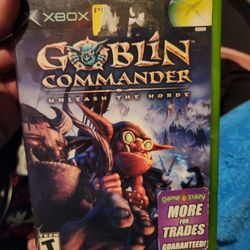 XBOX
GOBLIN
COMMANDER
UNLEASH THE HORDE
game crazy
MORE
FOR
TRADES
GUARANTEED!
T